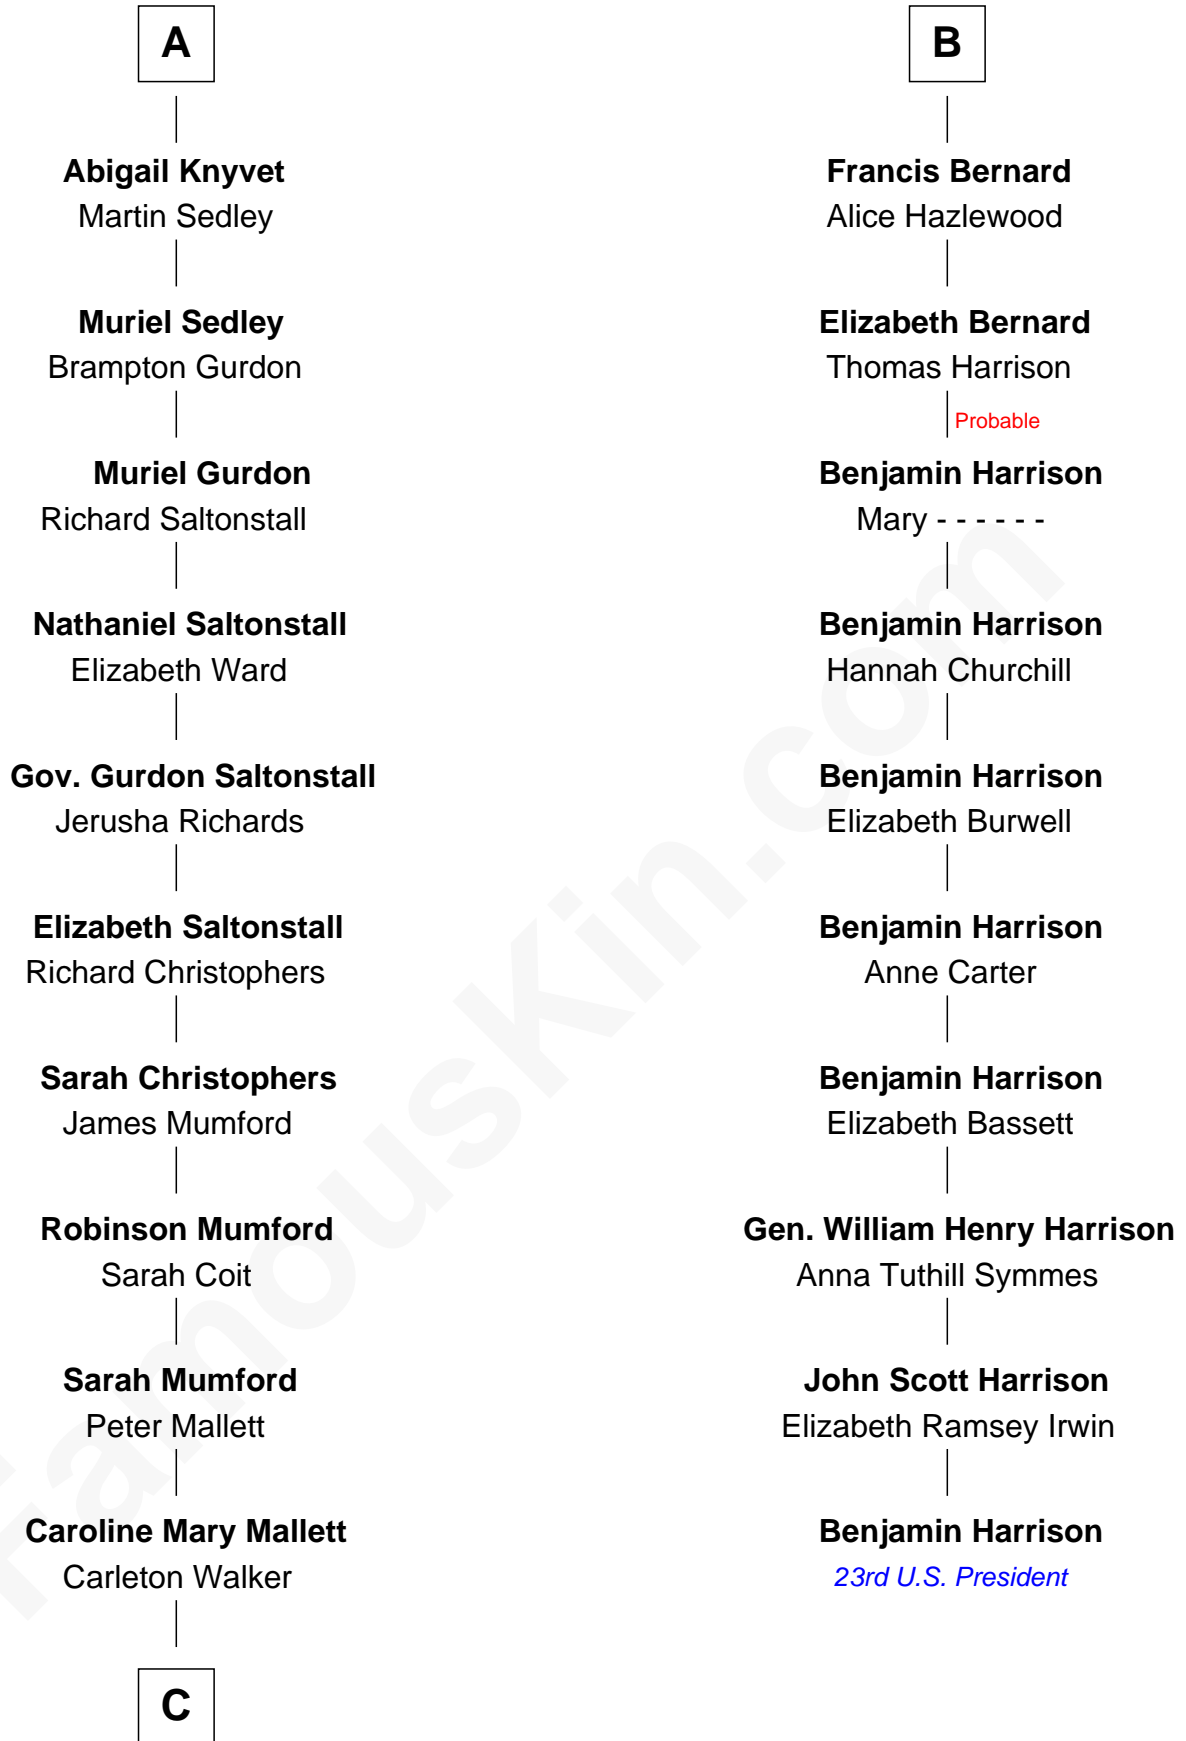 A
Abigail Knyvet
Martin Sedley
Muriel Sedley
Brampton Gurdon
Muriel Gurdon
Richard Saltonstall
Nathaniel Saltonstall
Elizabeth Ward
Gov. Gurdon Saltonstall
Jerusha Richards
Elizabeth Saltonstall
Richard Christophers
Sarah Christophers
James Mumford
Robinson Mumford
Sarah Coit
Sarah Mumford
Peter Mallett
Caroline Mary Mallett
Carleton Walker
C
B
Francis Bernard
Alice Hazlewood
Elizabeth Bernard
Thomas Harrison
Probable
Benjamin Harrison
Mary - - - - - -
Benjamin Harrison
Hannah Churchill
Benjamin Harrison
Elizabeth Burwell
Benjamin Harrison
Anne Carter
Benjamin Harrison
Elizabeth Bassett
Gen. William Henry Harrison
Anna Tuthill Symmes
John Scott Harrison
Elizabeth Ramsey Irwin
Benjamin Harrison
23rd U.S. President
FamousKin.com